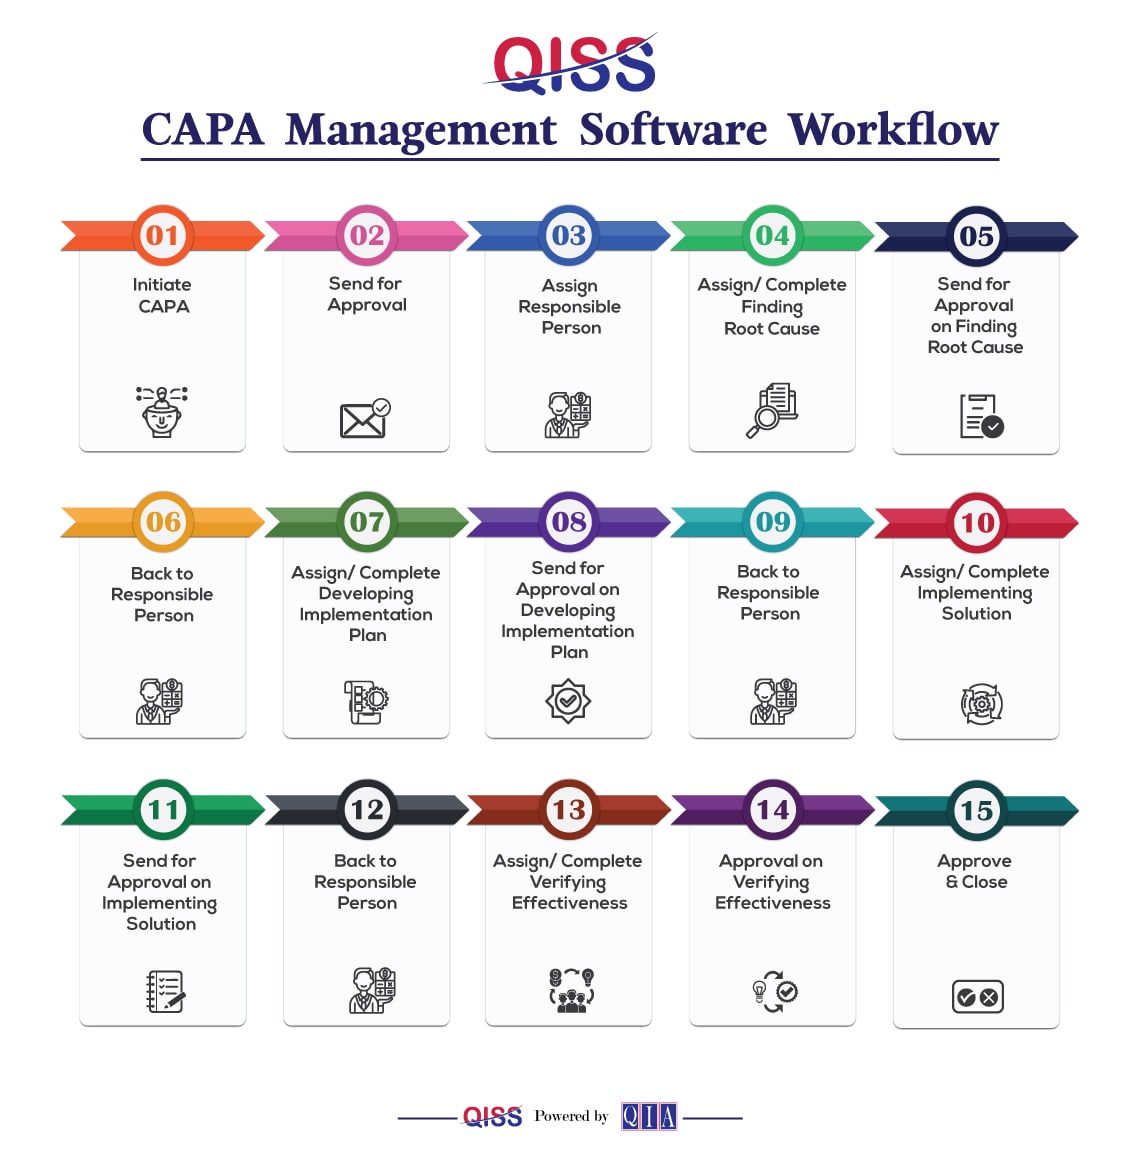 QISS
CAPA Management Software Workflow
01
Initiate
CAPA
02
Send for
Approval
03
Assign
Responsible
Person
04
Assign/ Complete
Finding
Root Cause
05
Send for
Approval
on Finding
Root Cause
06
Back to
Responsible
Person
07
Assign/ Complete
Developing
Implementation
Plan
08
Send for
Approval on
Developing
Implementation
Plan
09
Back to
Responsible
Person
10
Assign/ Complete
Implementing
Solution
11
Send for
Approval on
Implementing
Solution
12
Back to
Responsible
Person
13
Assign/ Complete
Verifying
Effectiveness
14
Approval on
Verifying
Effectiveness
15
Approve
& Close
QISS Powered by QIA